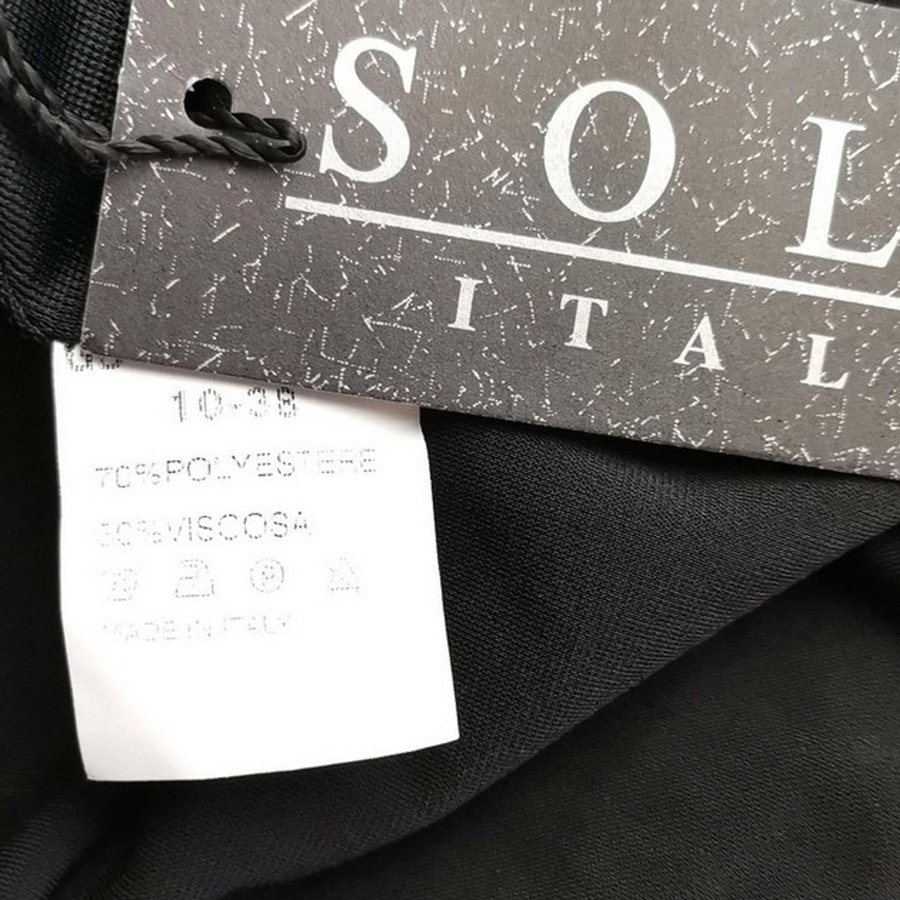 SOL
ITAL
10-38
70%POLYESTERE
30%VISCOSA
MADE IN ITALY